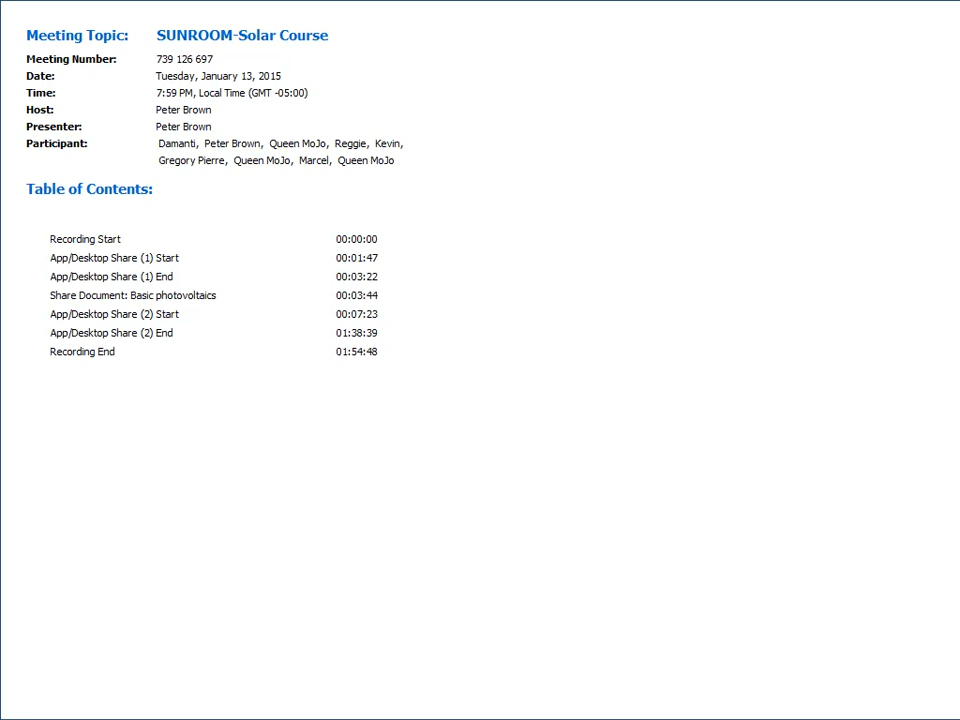 Meeting Topic: SUNROOM-Solar Course
Meeting Number: 739 126 697
Date: Tuesday, January 13, 2015
Time: 7:59 PM, Local Time (GMT -05:00)
Host: Peter Brown
Presenter: Peter Brown
Participant: Damanti, Peter Brown, Queen MoJo, Reggie, Kevin,
Gregory Pierre, Queen MoJo, Marcel, Queen MoJo
Table of Contents:
Recording Start 00:00:00
App/Desktop Share (1) Start 00:01:47
App/Desktop Share (1) End 00:03:22
Share Document: Basic photovoltaics 00:03:44
App/Desktop Share (2) Start 00:07:23
App/Desktop Share (2) End 01:38:39
Recording End 01:54:48